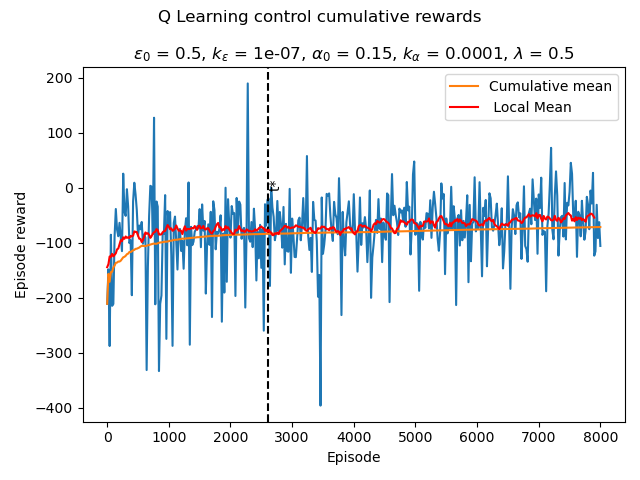 Q Learning control cumulative rewards
ε₀ = 0.5, kε = 1e-07, α₀ = 0.15, kα = 0.0001, λ = 0.5
200
100
0
−100
−200
−300
−400
Episode reward
Cumulative mean
Local Mean
0
1000
2000
3000
4000
5000
6000
7000
8000
Episode